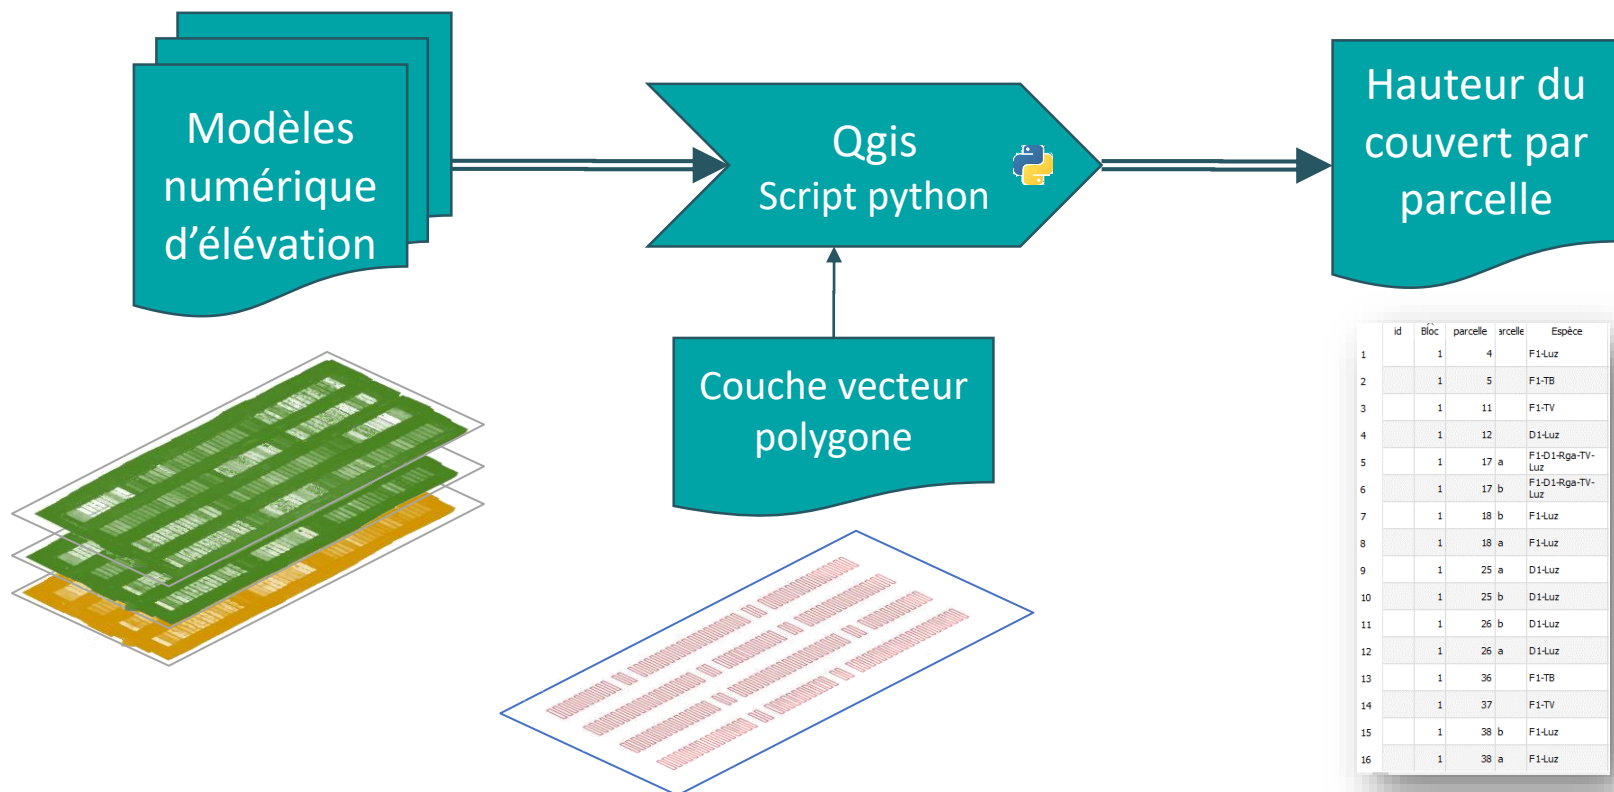 Modèles
numérique
d’élévation
Qgis
Script python
Hauteur du
couvert par
parcelle
Couche vecteur
polygone
id Bloc parcelle arcelle Espèce
1 1 4 F1-Luz
2 1 5 F1-TB
3 1 11 F1-TV
4 1 12 D1-Luz
5 1 17 a F1-D1-Rga-TV-
Luz
6 1 17 b F1-D1-Rga-TV-
Luz
7 1 18 b F1-Luz
8 1 18 a F1-Luz
9 1 25 a D1-Luz
10 1 25 b D1-Luz
11 1 26 b D1-Luz
12 1 26 a D1-Luz
13 1 36 F1-TB
14 1 37 F1-TV
15 1 38 b F1-Luz
16 1 38 a F1-Luz